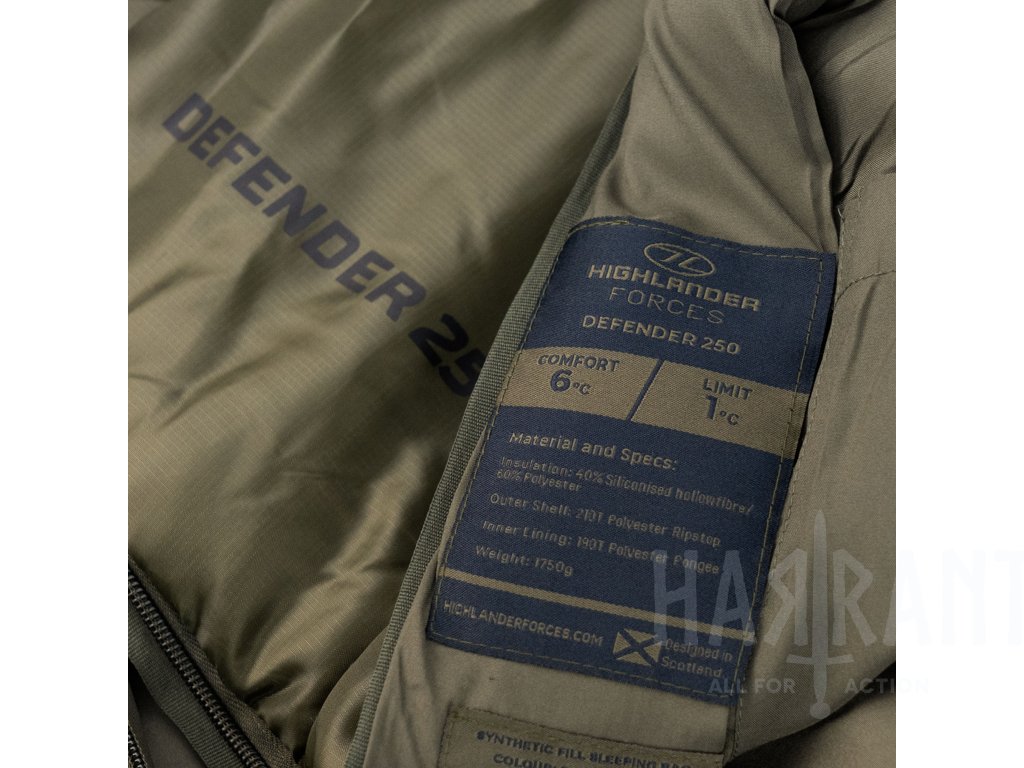 DEFENDER 25
HIGHLANDER
FORCES
DEFENDER 250
COMFORT
6°C
LIMIT
1°C
Material and Specs:
Insulation: 40% Siliconised hollowfibre/
60% Polyester
Outer Shell: 210T Polyester Ripstop
Inner Lining: 190T Polyester Pongee
Weight: 1750g
HIGHLANDERFORCES.COM
Designed in
Scotland
SYNTHETIC FILL SLEEPING BAG
COLOUR
HARRANT
ALL FOR ACTION